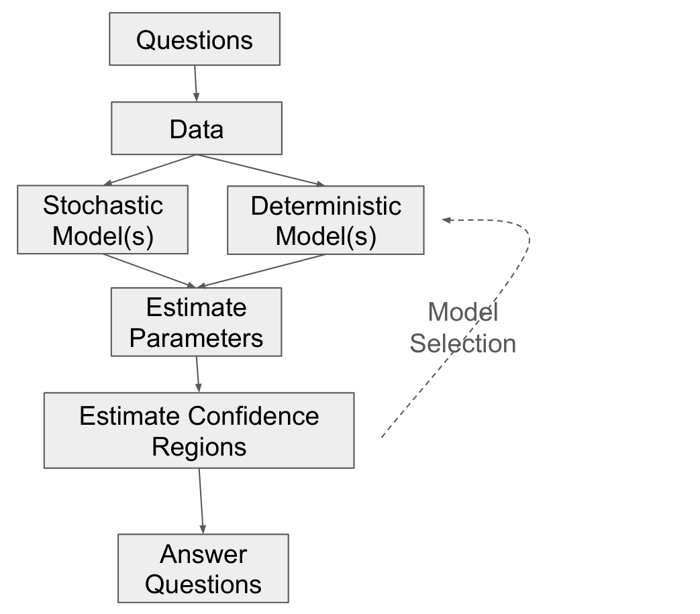 Questions
Data
Stochastic
Model(s)
Deterministic
Model(s)
Estimate
Parameters
Model
Selection
Estimate Confidence
Regions
Answer
Questions